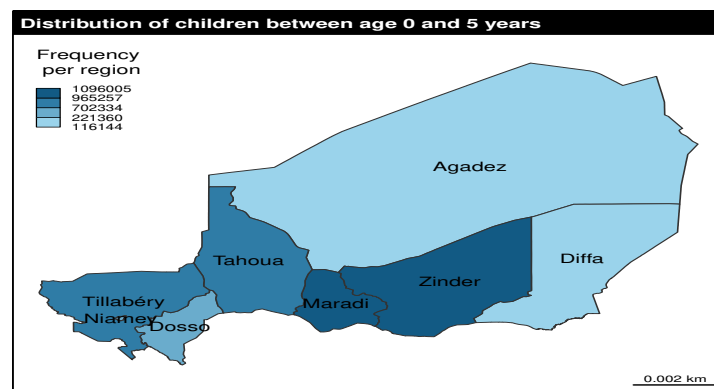 Distribution of children between age 0 and 5 years
Frequency
per region
1096005
965257
702334
221360
116144
Agadez
Tahoua
Diffa
Zinder
Maradi
Tillabéry
Niamey
Dosso
0.002 km